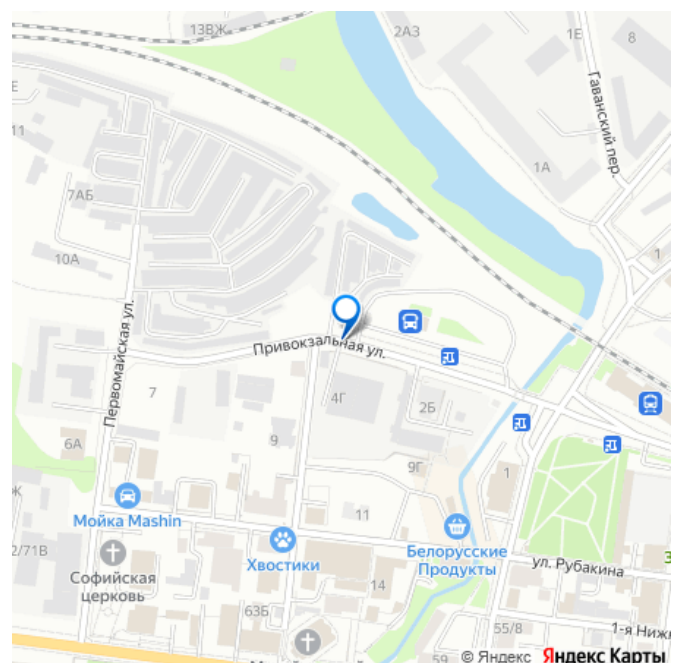 13ВЖ
2А3
1Е
8
Гаванский пер.
11
1А
7АБ
10А
1
Первомайская ул.
Привокзальная ул.
7
4Г
2Б
6А
9
9Г
1
11
Мойка Mashin
2/71В
Хвостики
Белорусские
Продукты
ул. Рубакина
Софийская
церковь
14
63Б
55/8
1-я Ниж
59
© Яндекс
Яндекс Карты